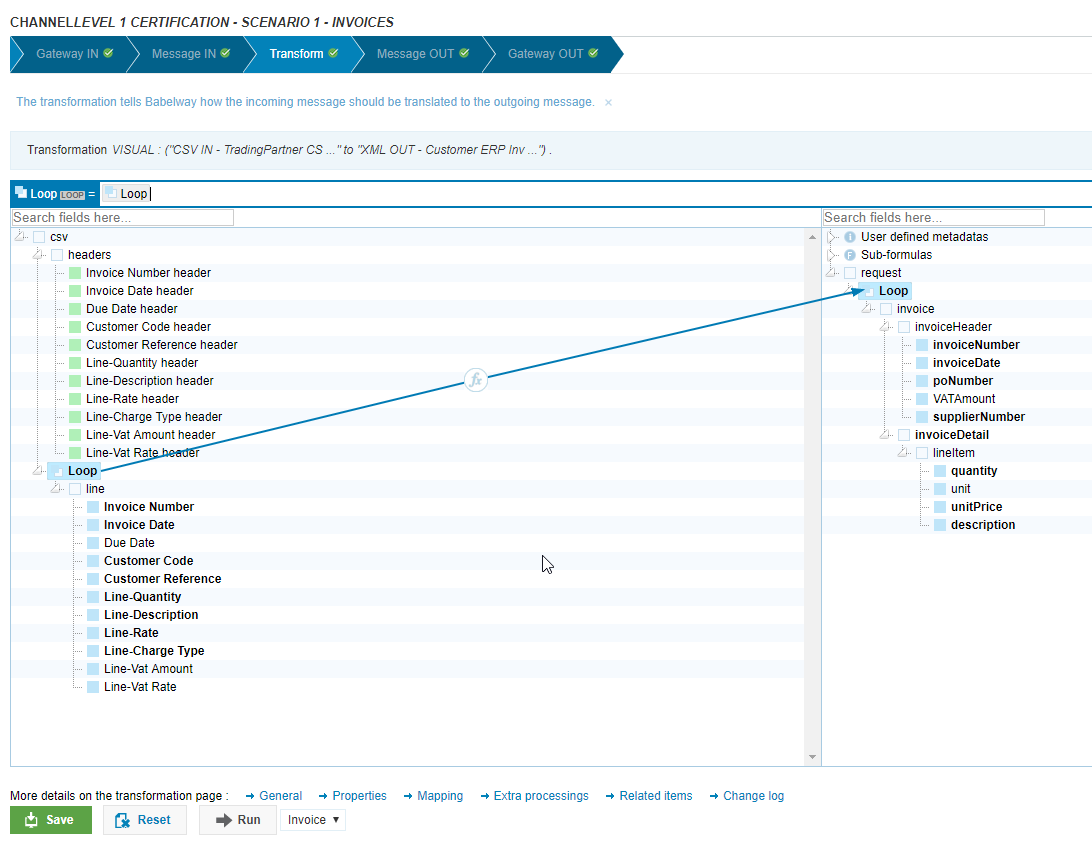 CHANNELLEVEL 1 CERTIFICATION - SCENARIO 1 - INVOICES
Gateway IN Message IN Transform Message OUT Gateway OUT
The transformation tells Babelway how the incoming message should be translated to the outgoing message. ×
Transformation VISUAL : ("CSV IN - TradingPartner CS ..." to "XML OUT - Customer ERP Inv ...") .
Loop LOOP = Loop
Search fields here...
csv
headers
Invoice Number header
Invoice Date header
Due Date header
Customer Code header
Customer Reference header
Line-Quantity header
Line-Description header
Line-Rate header
Line-Charge Type header
Line-Vat Amount header
Line-Vat Rate header
Loop
line
Invoice Number
Invoice Date
Due Date
Customer Code
Customer Reference
Line-Quantity
Line-Description
Line-Rate
Line-Charge Type
Line-Vat Amount
Line-Vat Rate
fx
Search fields here...
i User defined metadatas
F Sub-formulas
request
Loop
invoice
invoiceHeader
invoiceNumber
invoiceDate
poNumber
VATAmount
supplierNumber
invoiceDetail
lineItem
quantity
unit
unitPrice
description
More details on the transformation page : → General → Properties → Mapping → Extra processings → Related items → Change log
Save Reset Run Invoice ▼